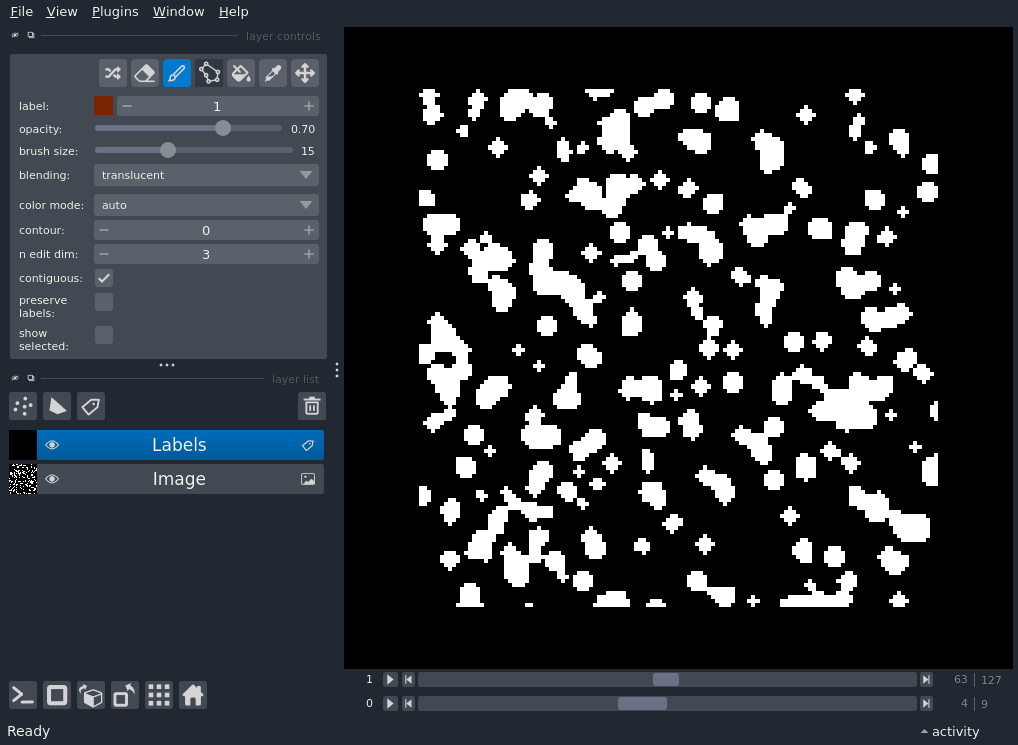 File View Plugins Window Help
layer controls
label: 1
opacity: 0.70
brush size: 15
blending: translucent
color mode: auto
contour: 0
n edit dim: 3
contiguous:
preserve
labels:
show
selected:
layer list
Labels
Image
1 63 127
0 4 9
Ready activity